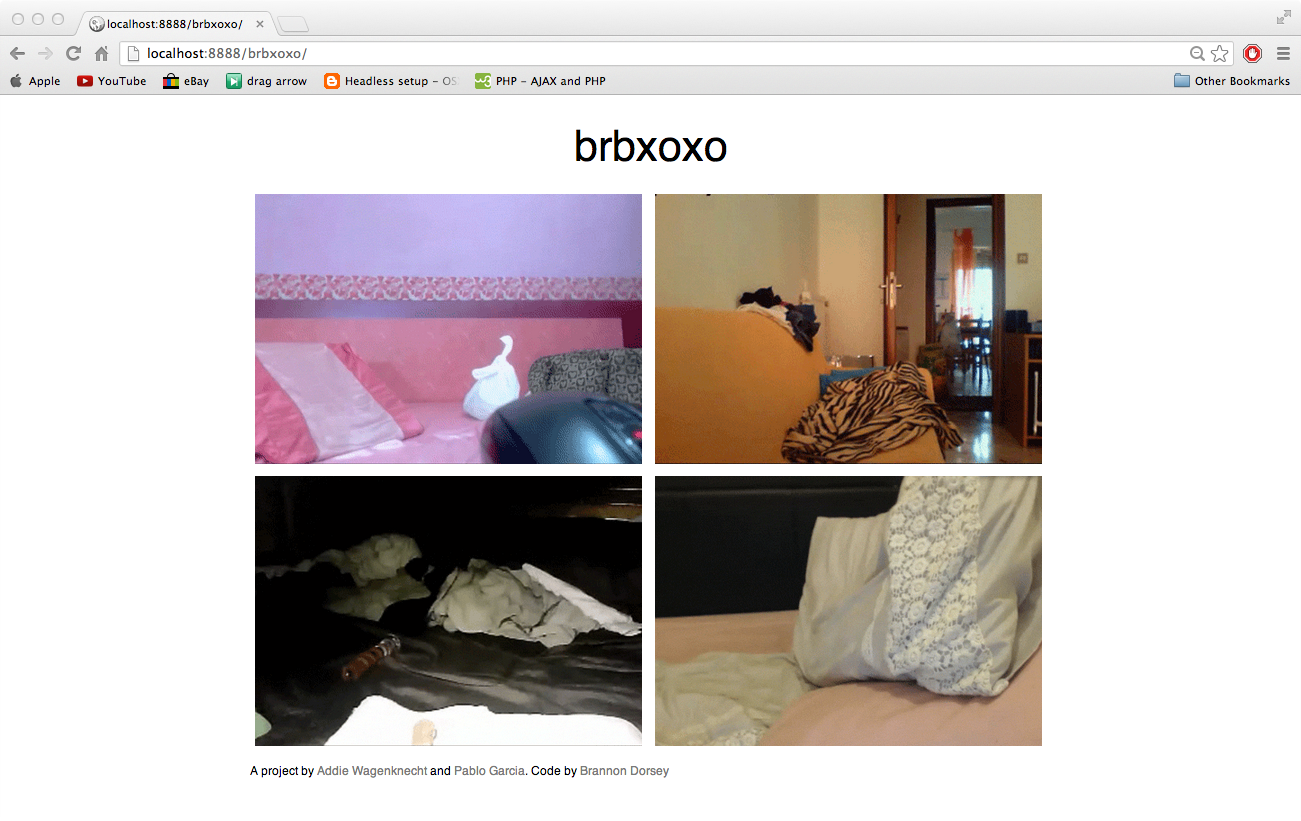 localhost:8888/brbxoxo/
localhost:8888/brbxoxo/
Apple YouTube eBay drag arrow Headless setup – OS PHP – AJAX and PHP Other Bookmarks
brbxoxo
A project by Addie Wagenknecht and Pablo Garcia. Code by Brannon Dorsey